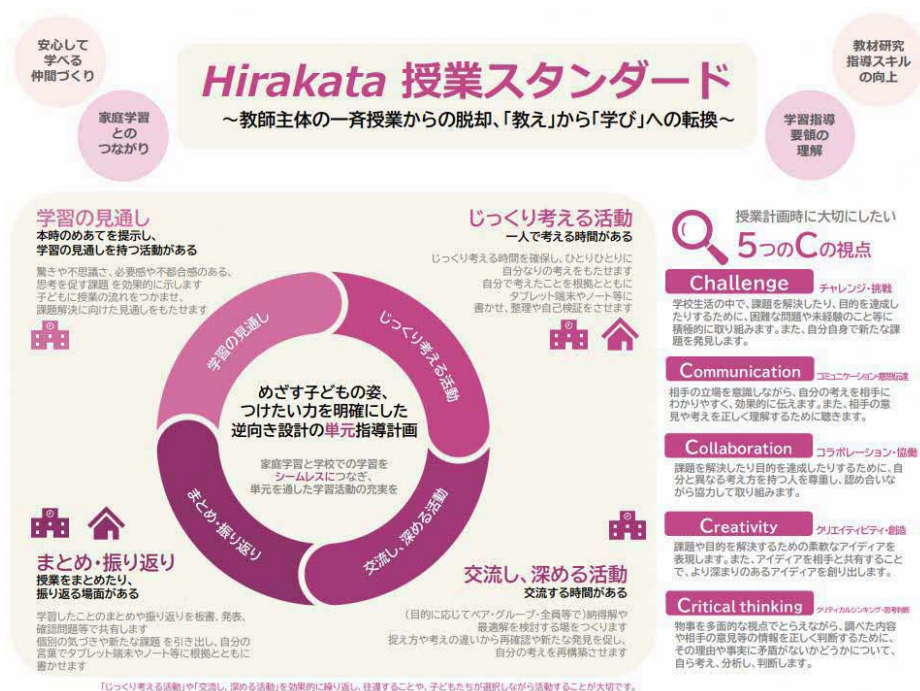 安心して
学べる
仲間づくり
家庭学習
との
つながり
Hirakata 授業スタンダード
～教師主体の一斉授業からの脱却、「教え」から「学び」への転換～
教材研究
指導スキル
の向上
学習指導
要領の
理解
学習の見通し
本時のめあてを提示し、
学習の見通しを持つ活動がある
驚きや不思議さ、必要感や不都合感のある、
思考を促す課題 を効果的に示します
子どもに授業の流れをつかませ、
課題解決に向けた見通しをもたせます
じっくり考える活動
一人で考える時間がある
じっくり考える時間を確保し、ひとりひとりに
自分なりの考えをもたせます
自分で考えたことを根拠とともに
タブレット端末やノート等に
書かせ、整理や自己検証をさせます
学習の見通し
じっくり考える活動
交流し、深める活動
まとめ・振り返り
めざす子どもの姿、
つけたい力を明確にした
逆向き設計の単元指導計画
家庭学習と学校での学習を
シームレスにつなぎ、
単元を通した学習活動の充実を
まとめ・振り返り
授業をまとめたり、
振り返る場面がある
学習したことのまとめや振り返りを板書、発表、
確認問題等で共有します
個別の気づきや新たな課題 を引き出し、自分の
言葉でタブレット端末やノート等に根拠とともに
書かせます
交流し、深める活動
交流する時間がある
(目的に応じてペア・グループ・全員等で)納得解や
最適解を検討する場をつくります
捉え方や考えの違いから再確認や新たな発見を促し、
自分の考えを再構築させます
「じっくり考える活動」や「交流し、深める活動」を効果的に繰り返し、往還することや、子どもたちが選択しながら活動することが大切です。
授業計画時に大切にしたい
5つのCの視点
Challenge チャレンジ・挑戦
学校生活の中で、課題を解決したり、目的を達成し
たりするために、困難な問題や未経験のこと等に
積極的に取り組みます。また、自分自身で新たな課
題を発見します。
Communication コミュニケーション・意思伝達
相手の立場を意識しながら、自分の考えを相手に
わかりやすく、効果的に伝えます。また、相手の意
見や考えを正しく理解するために聴きます。
Collaboration コラボレーション・協働
課題を解決したり目的を達成したりするために、自
分と異なる考え方を持つ人を尊重し、認め合いな
がら協力して取り組みます。
Creativity クリエイティビティ・創造
課題や目的を解決するための柔軟なアイディアを
表現します。また、アイディアを相手と共有すること
で、より深まりのあるアイディアを創り出します。
Critical thinking クリティカルシンキング・思考判断
物事を多面的な視点でとらえながら、調べた内容
や相手の意見等の情報を正しく判断するために、
その理由や事実に矛盾がないかどうかについて、
自ら考え、分析し、判断します。